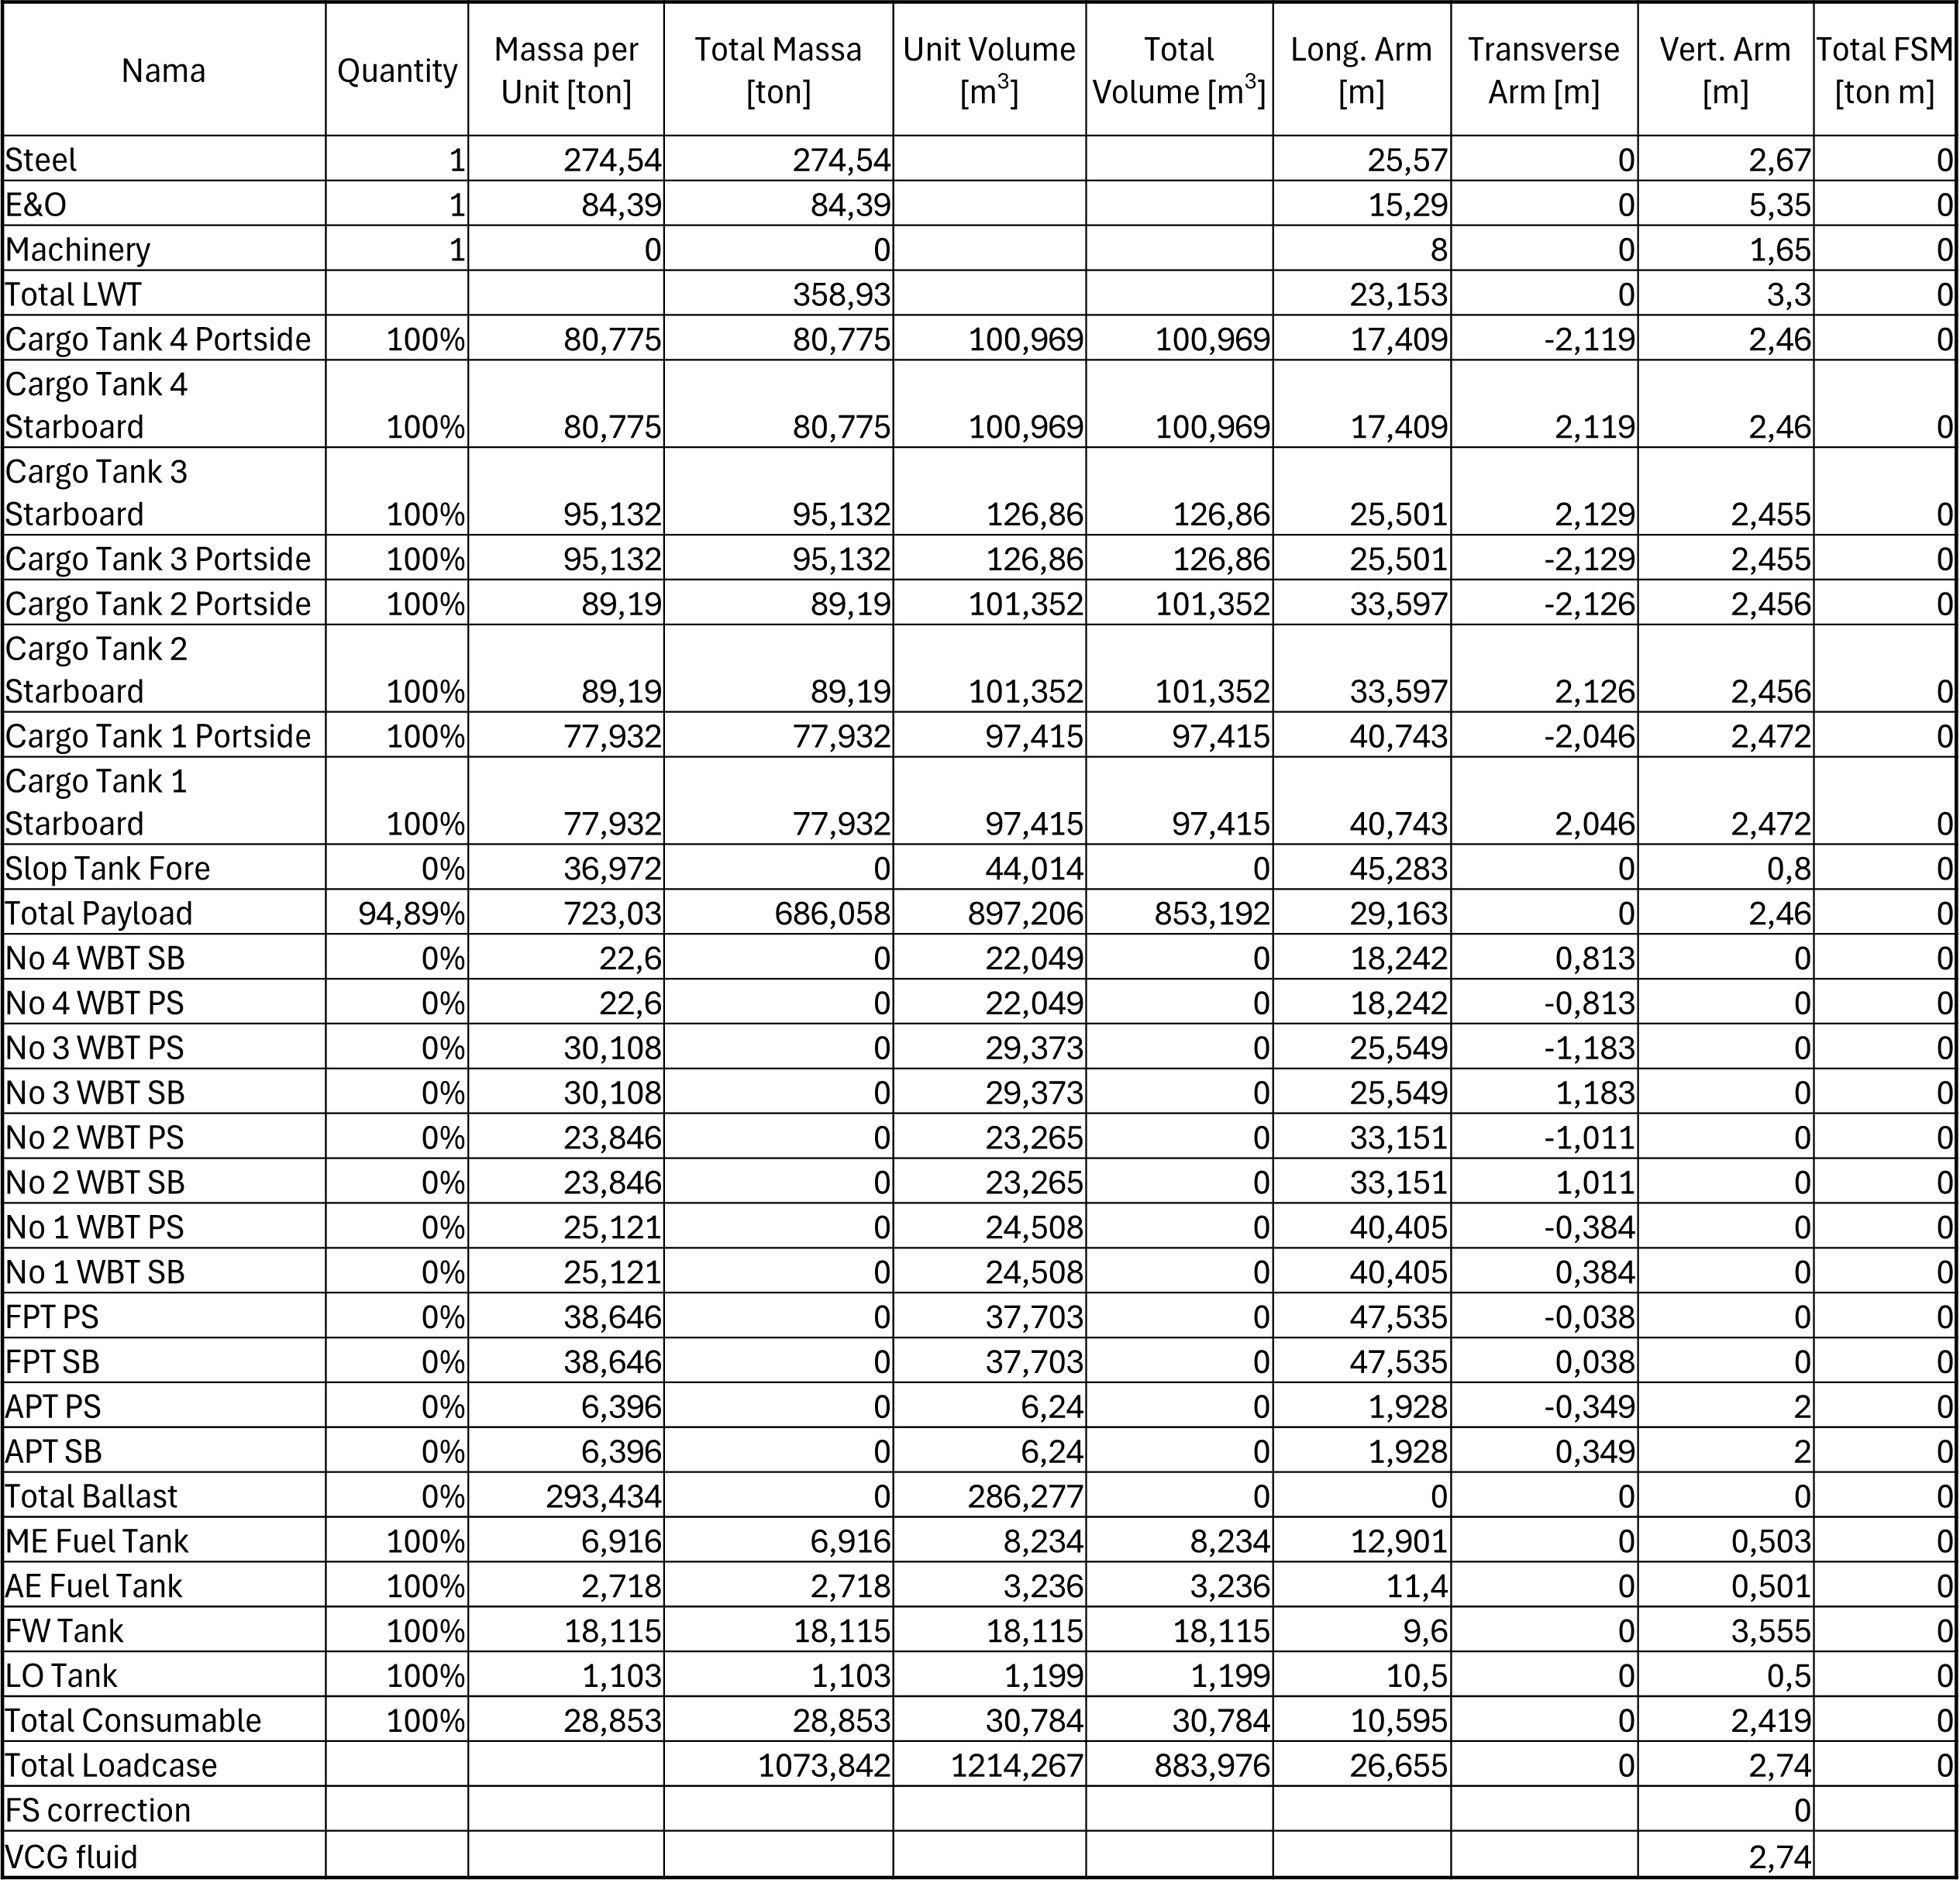 Nama Quantity Massa per Unit [ton] Total Massa [ton] Unit Volume [m³] Total Volume [m³] Long. Arm [m] Transverse Arm [m] Vert. Arm [m] Total FSM [ton m]
Steel 1 274,54 274,54 25,57 0 2,67 0
E&O 1 84,39 84,39 15,29 0 5,35 0
Machinery 1 0 0 8 0 1,65 0
Total LWT 358,93 23,153 0 3,3 0
Cargo Tank 4 Portside 100% 80,775 80,775 100,969 100,969 17,409 -2,119 2,46 0
Cargo Tank 4
Starboard 100% 80,775 80,775 100,969 100,969 17,409 2,119 2,46 0
Cargo Tank 3
Starboard 100% 95,132 95,132 126,86 126,86 25,501 2,129 2,455 0
Cargo Tank 3 Portside 100% 95,132 95,132 126,86 126,86 25,501 -2,129 2,455 0
Cargo Tank 2 Portside 100% 89,19 89,19 101,352 101,352 33,597 -2,126 2,456 0
Cargo Tank 2
Starboard 100% 89,19 89,19 101,352 101,352 33,597 2,126 2,456 0
Cargo Tank 1 Portside 100% 77,932 77,932 97,415 97,415 40,743 -2,046 2,472 0
Cargo Tank 1
Starboard 100% 77,932 77,932 97,415 97,415 40,743 2,046 2,472 0
Slop Tank Fore 0% 36,972 0 44,014 0 45,283 0 0,8 0
Total Payload 94,89% 723,03 686,058 897,206 853,192 29,163 0 2,46 0
No 4 WBT SB 0% 22,6 0 22,049 0 18,242 0,813 0 0
No 4 WBT PS 0% 22,6 0 22,049 0 18,242 -0,813 0 0
No 3 WBT PS 0% 30,108 0 29,373 0 25,549 -1,183 0 0
No 3 WBT SB 0% 30,108 0 29,373 0 25,549 1,183 0 0
No 2 WBT PS 0% 23,846 0 23,265 0 33,151 -1,011 0 0
No 2 WBT SB 0% 23,846 0 23,265 0 33,151 1,011 0 0
No 1 WBT PS 0% 25,121 0 24,508 0 40,405 -0,384 0 0
No 1 WBT SB 0% 25,121 0 24,508 0 40,405 0,384 0 0
FPT PS 0% 38,646 0 37,703 0 47,535 -0,038 0 0
FPT SB 0% 38,646 0 37,703 0 47,535 0,038 0 0
APT PS 0% 6,396 0 6,24 0 1,928 -0,349 2 0
APT SB 0% 6,396 0 6,24 0 1,928 0,349 2 0
Total Ballast 0% 293,434 0 286,277 0 0 0 0 0
ME Fuel Tank 100% 6,916 6,916 8,234 8,234 12,901 0 0,503 0
AE Fuel Tank 100% 2,718 2,718 3,236 3,236 11,4 0 0,501 0
FW Tank 100% 18,115 18,115 18,115 18,115 9,6 0 3,555 0
LO Tank 100% 1,103 1,103 1,199 1,199 10,5 0 0,5 0
Total Consumable 100% 28,853 28,853 30,784 30,784 10,595 0 2,419 0
Total Loadcase 1073,842 1214,267 883,976 26,655 0 2,74 0
FS correction 0
VCG fluid 2,74